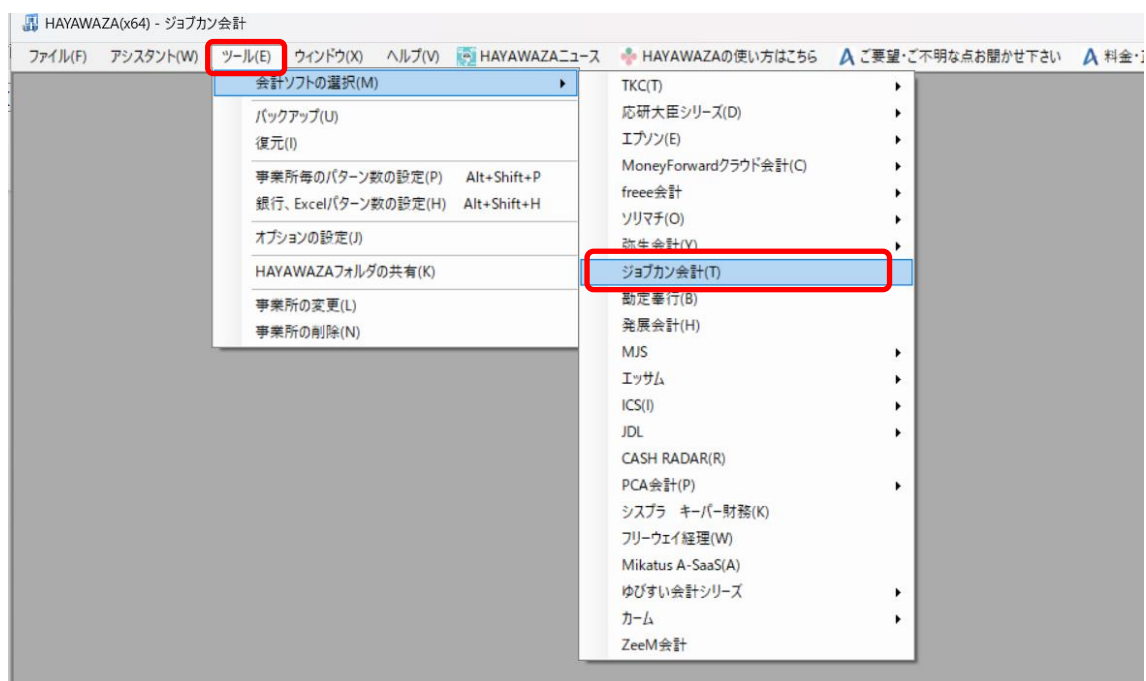 HAYAWAZA(x64) - ジョブカン会計
ファイル(F) アシスタント(W) ツール(E) ウィンドウ(X) ヘルプ(V) HAYAWAZAニュース HAYAWAZAの使い方はこちら ご要望・ご不明な点お聞かせ下さい 料金・
会計ソフトの選択(M)
バックアップ(U)
復元(I)
事業所毎のパターン数の設定(P) Alt+Shift+P
銀行、Excelパターン数の設定(H) Alt+Shift+H
オプションの設定(J)
HAYAWAZAフォルダの共有(K)
事業所の変更(L)
事業所の削除(N)
TKC(T)
応研大臣シリーズ(D)
エプソン(E)
MoneyForwardクラウド会計(C)
freee会計
ソリマチ(O)
弥生会計(Y)
ジョブカン会計(T)
勘定奉行(B)
発展会計(H)
MJS
エッサム
ICS(I)
JDL
CASH RADAR(R)
PCA会計(P)
シスプラ　キーパー財務(K)
フリーウェイ経理(W)
Mikatus A-SaaS(A)
ゆびすい会計シリーズ
カーム
ZeeM会計